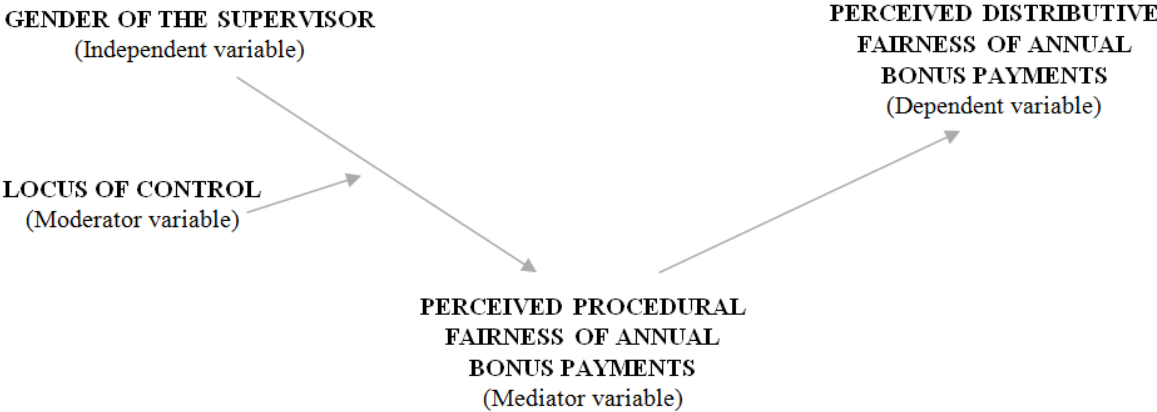 GENDER OF THE SUPERVISOR
(Independent variable)
PERCEIVED DISTRIBUTIVE
FAIRNESS OF ANNUAL
BONUS PAYMENTS
(Dependent variable)
LOCUS OF CONTROL
(Moderator variable)
PERCEIVED PROCEDURAL
FAIRNESS OF ANNUAL
BONUS PAYMENTS
(Mediator variable)